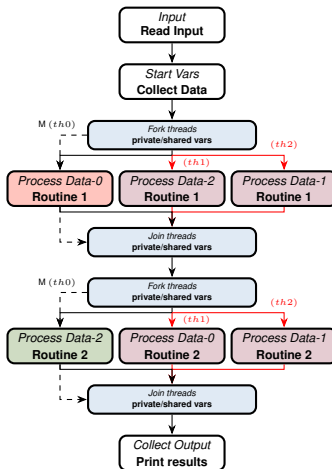 Input
Read Input
Start Vars
Collect Data
Fork threads
private/shared vars
M (th0)
(th1)
(th2)
Process Data-0
Routine 1
Process Data-2
Routine 1
Process Data-1
Routine 1
Join threads
private/shared vars
Fork threads
private/shared vars
M (th0)
(th1)
(th2)
Process Data-2
Routine 2
Process Data-0
Routine 2
Process Data-1
Routine 2
Join threads
private/shared vars
Collect Output
Print results